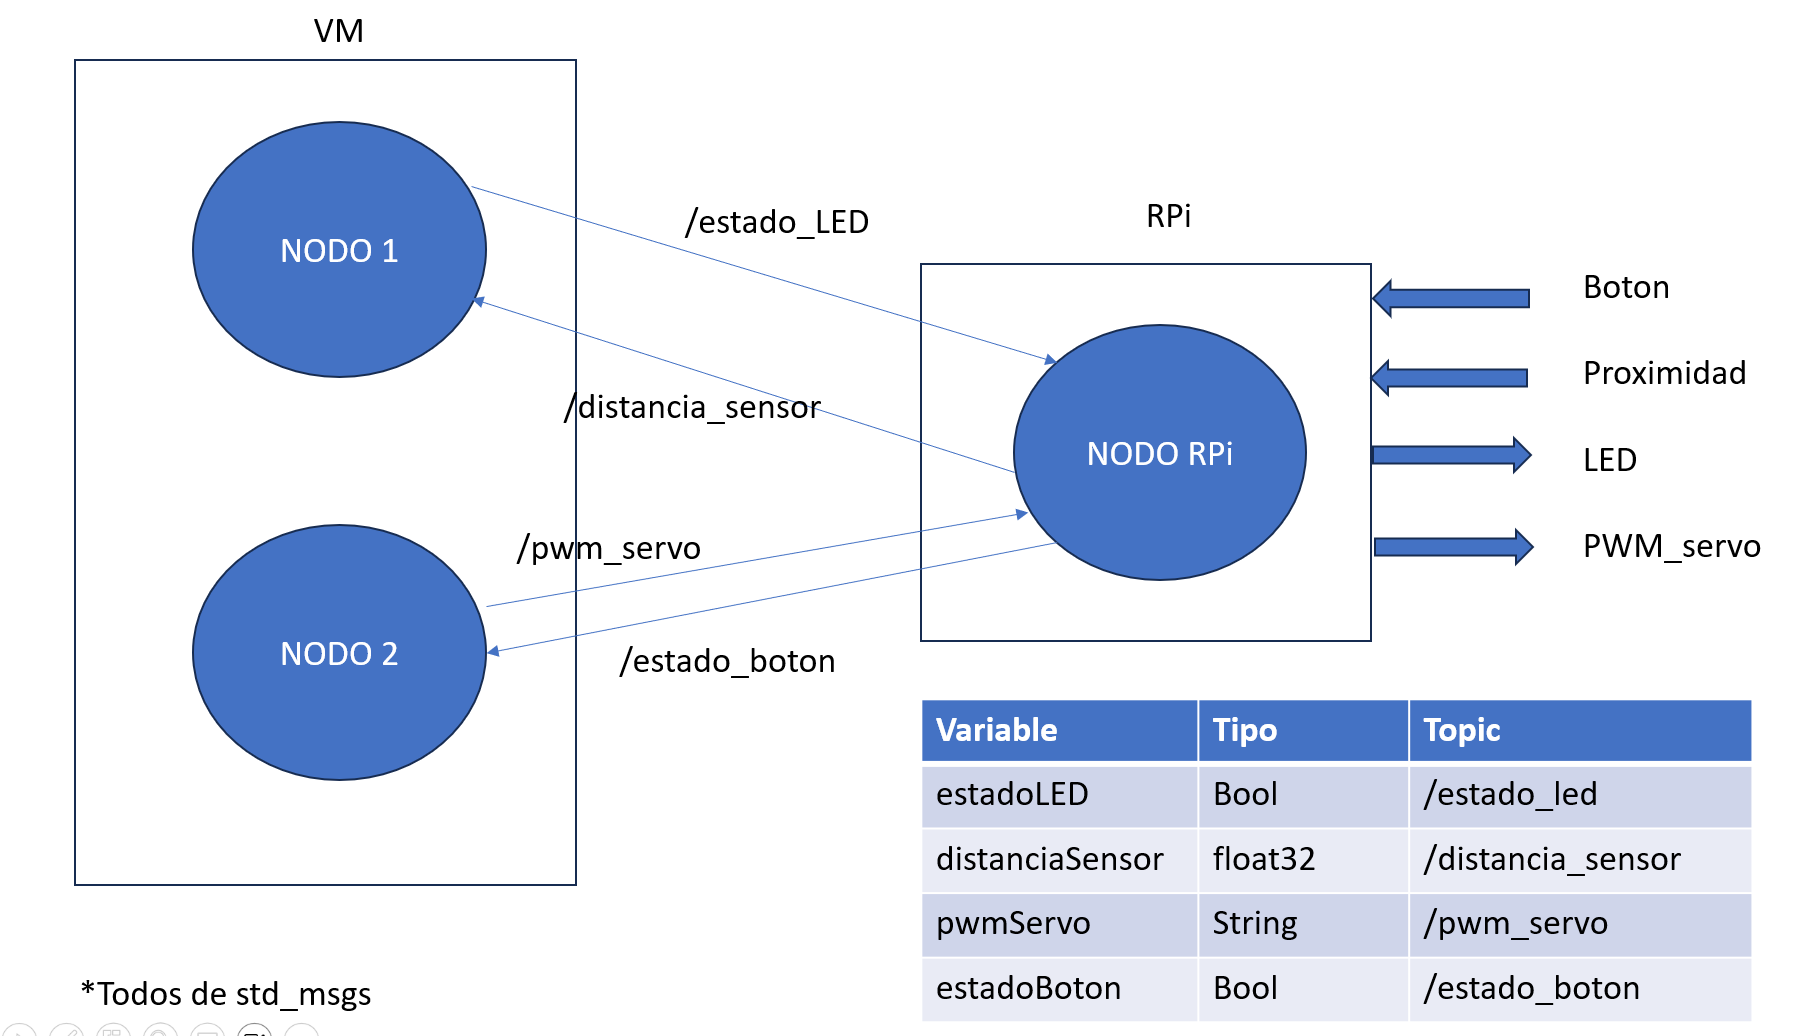 VM
NODO 1
/estado_LED
/distancia_sensor
NODO 2
/pwm_servo
/estado_boton
RPi
NODO RPi
Boton
Proximidad
LED
PWM_servo
Variable Tipo Topic
estadoLED Bool /estado_led
distanciaSensor float32 /distancia_sensor
pwmServo String /pwm_servo
estadoBoton Bool /estado_boton
*Todos de std_msgs